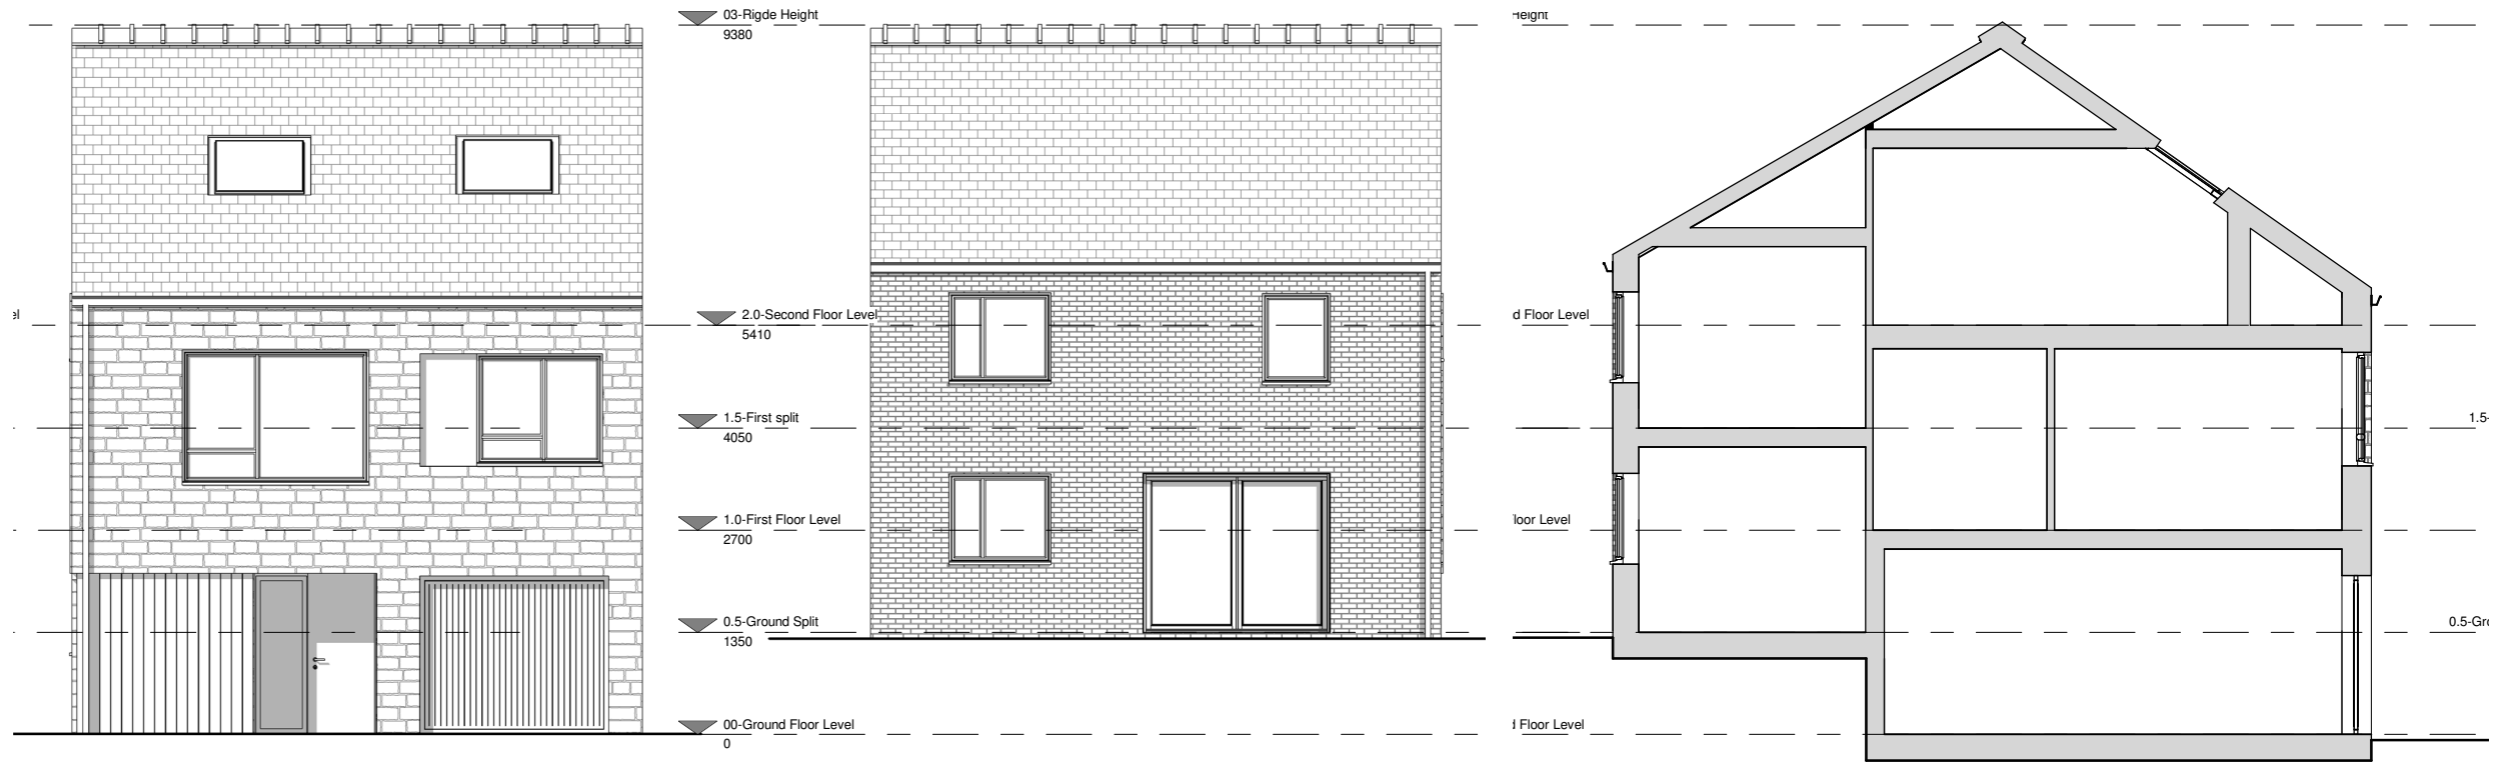 03-Rigde Height
9380
Height
el
2.0-Second Floor Level
5410
d Floor Level
1.5-First split
4050
1.5-
1.0-First Floor Level
2700
loor Level
0.5-Ground Split
1350
0.5-Gro
00-Ground Floor Level
0
d Floor Level